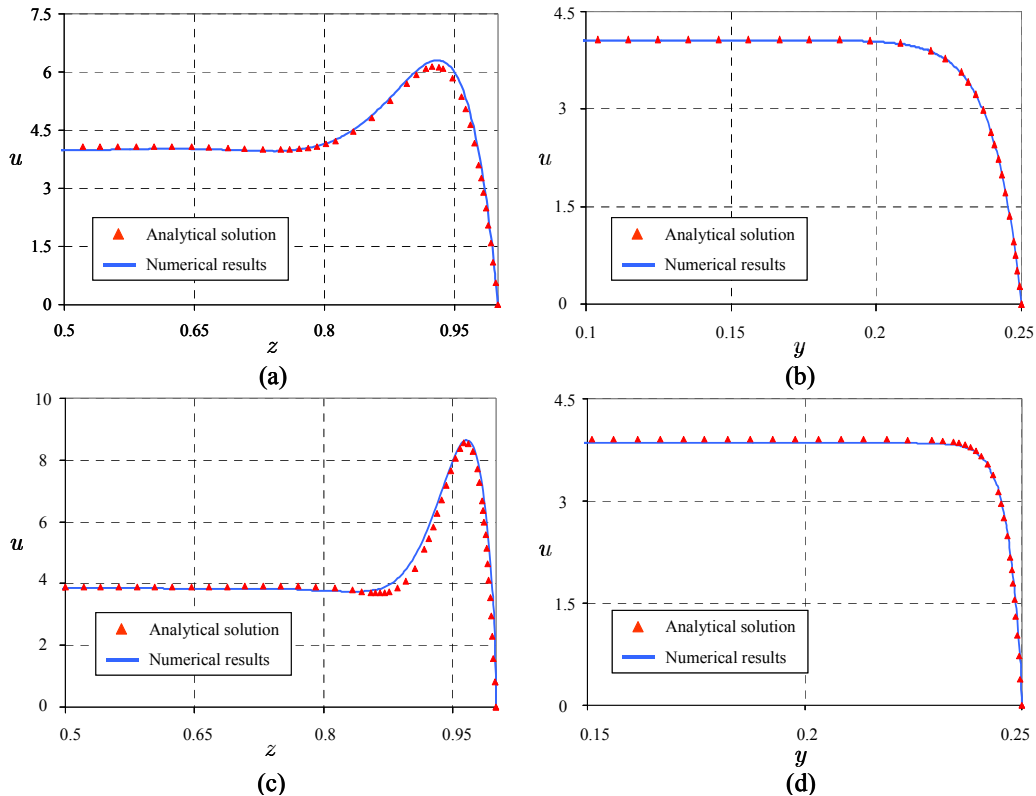 7.5
6
u
4.5
3
1.5
0
Analytical solution
Numerical results
0.5
0.65
0.8
0.95
z
(a)
4.5
u
3
1.5
0
Analytical solution
Numerical results
0.1
0.15
0.2
0.25
y
(b)
10
8
6
u
4
2
0
Analytical solution
Numerical results
0.5
0.65
0.8
0.95
z
(c)
4.5
u
3
1.5
0
Analytical solution
Numerical results
0.15
0.2
0.25
y
(d)